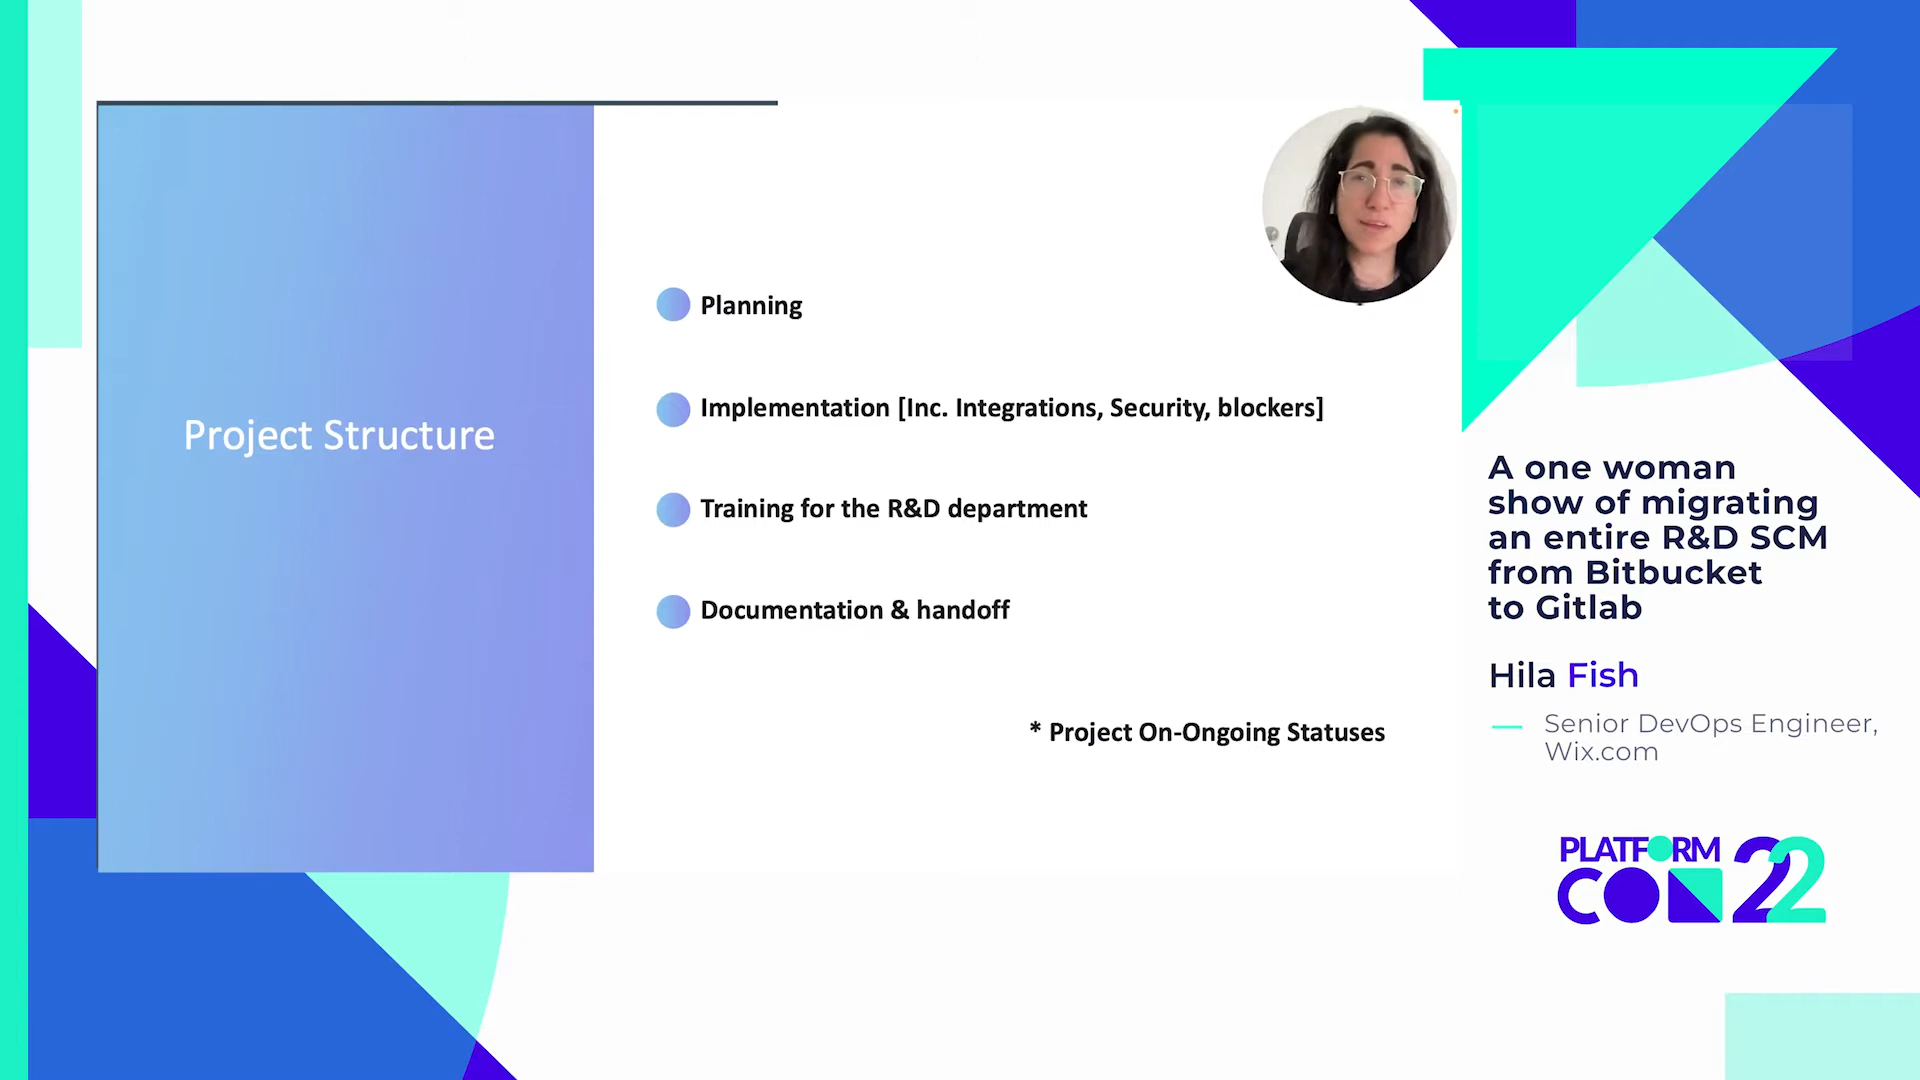 Project Structure
Planning
Implementation [Inc. Integrations, Security, blockers]
Training for the R&D department
Documentation & handoff
* Project On-Ongoing Statuses
A one woman
show of migrating
an entire R&D SCM
from Bitbucket
to Gitlab
Hila Fish
Senior DevOps Engineer,
Wix.com
PLATFORM
CON 22